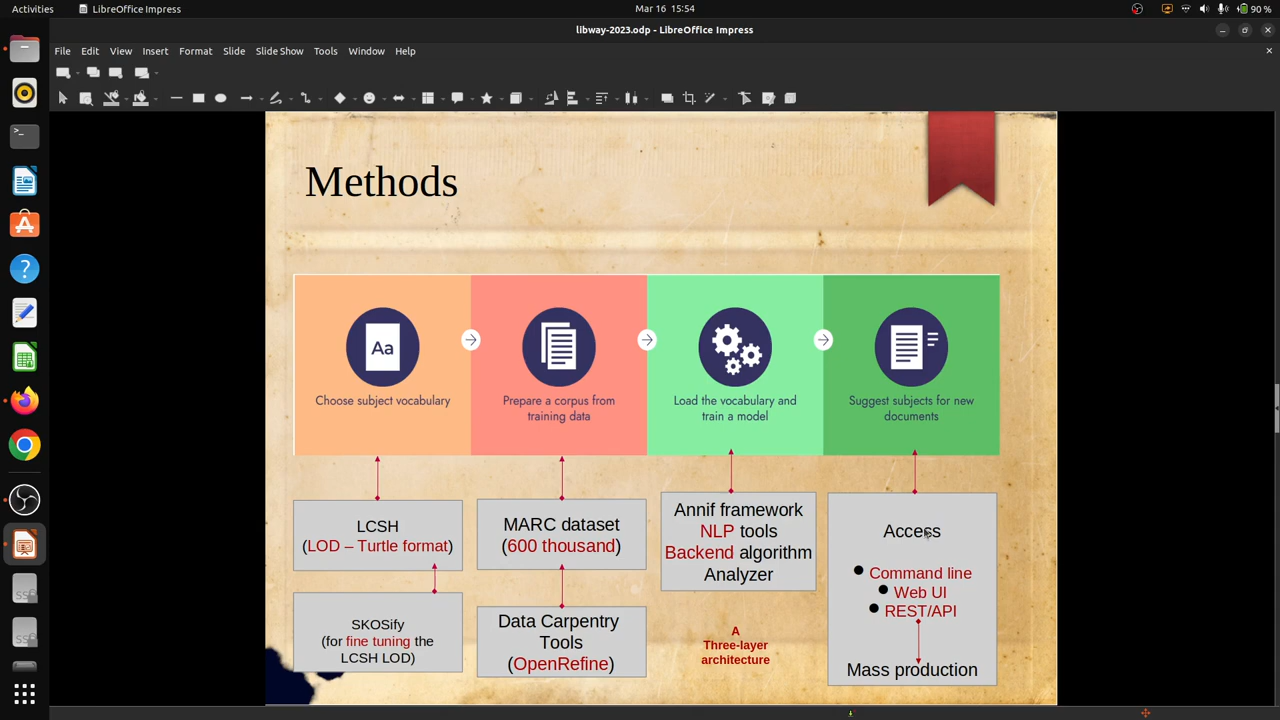 Activities
LibreOffice Impress
Mar 16 15:54
90 %
libway-2023.odp - LibreOffice Impress
File Edit View Insert Format Slide Slide Show Tools Window Help
Methods
Aa
Choose subject vocabulary
Prepare a corpus from
training data
Load the vocabulary and
train a model
Suggest subjects for new
documents
LCSH
(LOD – Turtle format)
SKOSify
(for fine tuning the
LCSH LOD)
MARC dataset
(600 thousand)
Data Carpentry
Tools
(OpenRefine)
Annif framework
NLP tools
Backend algorithm
Analyzer
A
Three-layer
architecture
Access
● Command line
● Web UI
● REST/API
Mass production